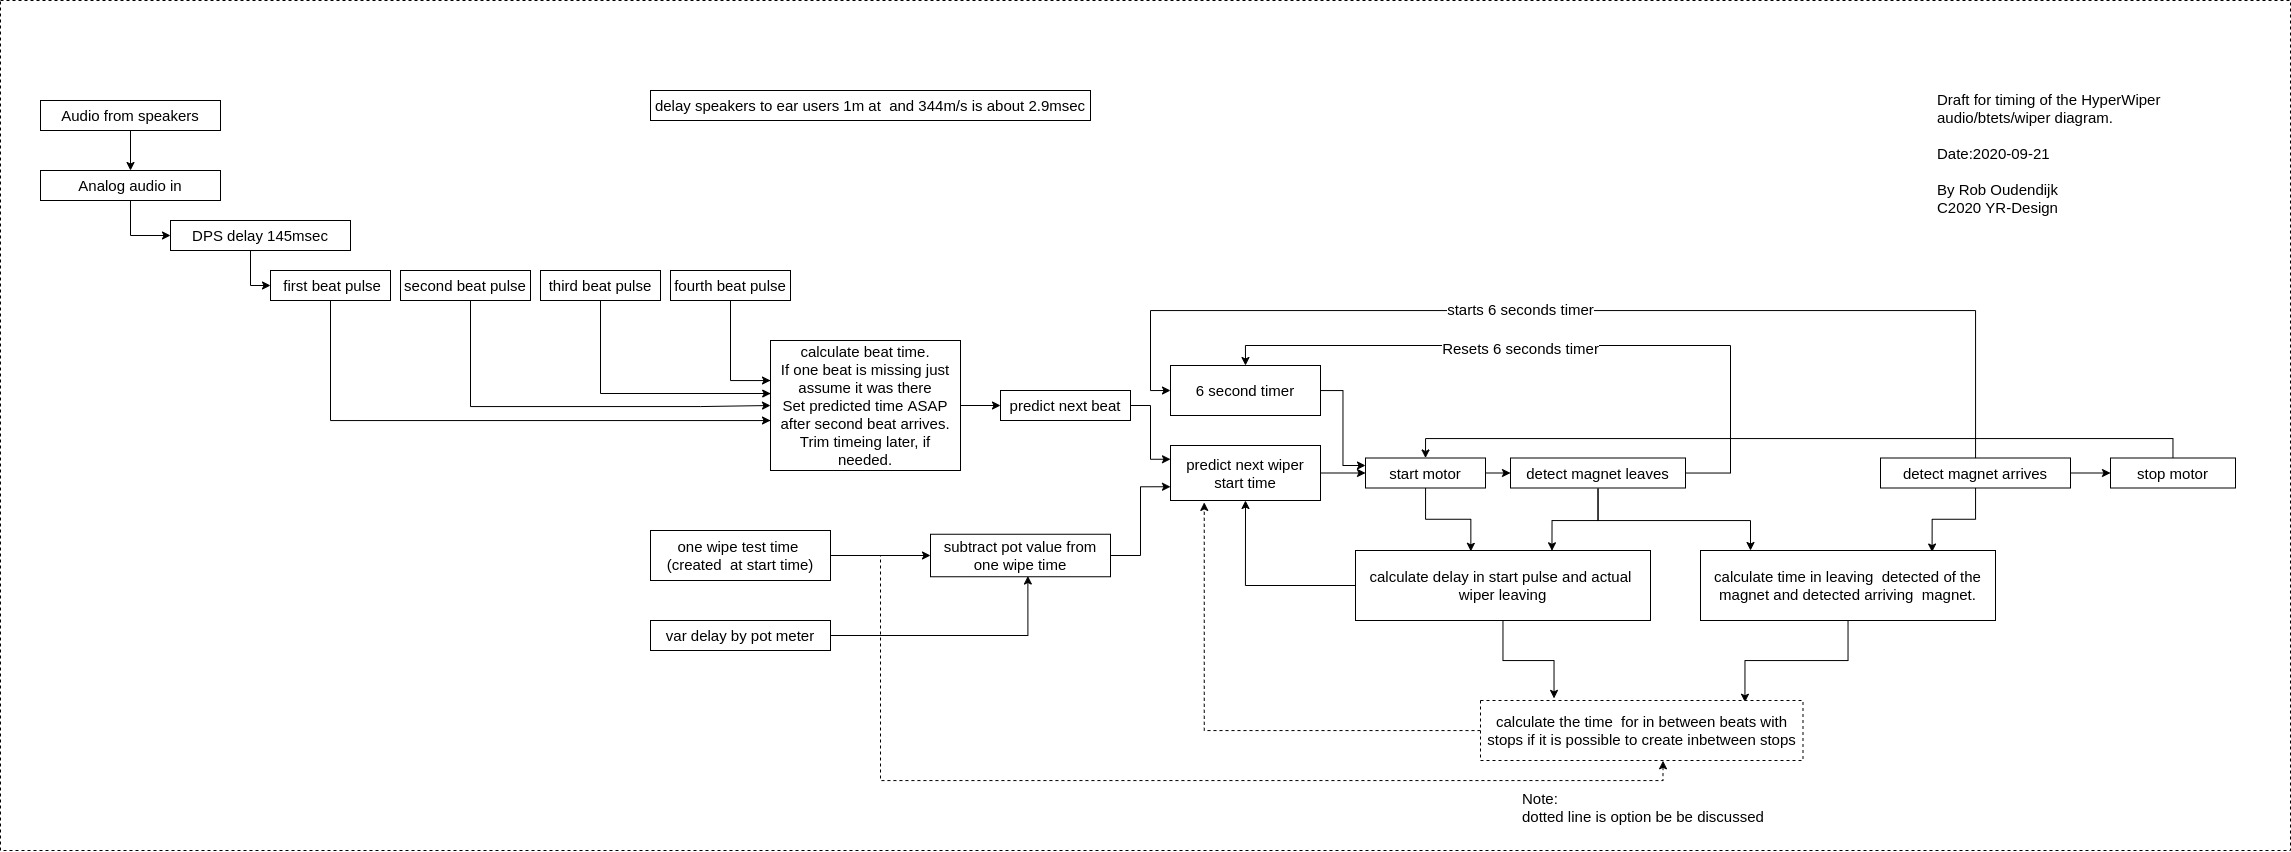 Audio from speakers
delay speakers to ear users 1m at  and 344m/s is about 2.9msec
Draft for timing of the HyperWiper
audio/btets/wiper diagram.
Date:2020-09-21
By Rob Oudendijk
C2020 YR-Design
Analog audio in
DPS delay 145msec
first beat pulse
second beat pulse
third beat pulse
fourth beat pulse
calculate beat time.
If one beat is missing just
assume it was there
Set predicted time ASAP
after second beat arrives.
Trim timeing later, if
needed.
predict next beat
starts 6 seconds timer
Resets 6 seconds timer
6 second timer
predict next wiper
start time
start motor
detect magnet leaves
detect magnet arrives
stop motor
one wipe test time
(created  at start time)
subtract pot value from
one wipe time
var delay by pot meter
calculate delay in start pulse and actual
wiper leaving
calculate time in leaving  detected of the
magnet and detected arriving  magnet.
calculate the time  for in between beats with
stops if it is possible to create inbetween stops
Note:
dotted line is option be be discussed